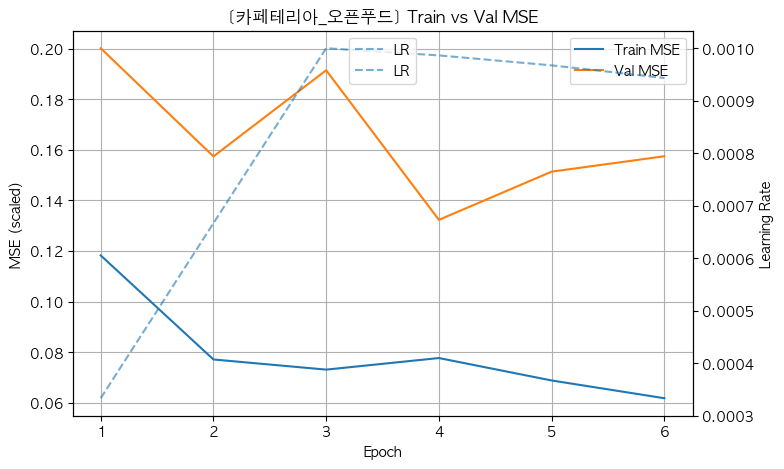 [카페테리아_오픈푸드] Train vs Val MSE
MSE (scaled)
0.20
0.18
0.16
0.14
0.12
0.10
0.08
0.06
LR
LR
Train MSE
Val MSE
0.0010
0.0009
0.0008
0.0007
0.0006
0.0005
0.0004
0.0003
Learning Rate
1 2 3 4 5 6
Epoch